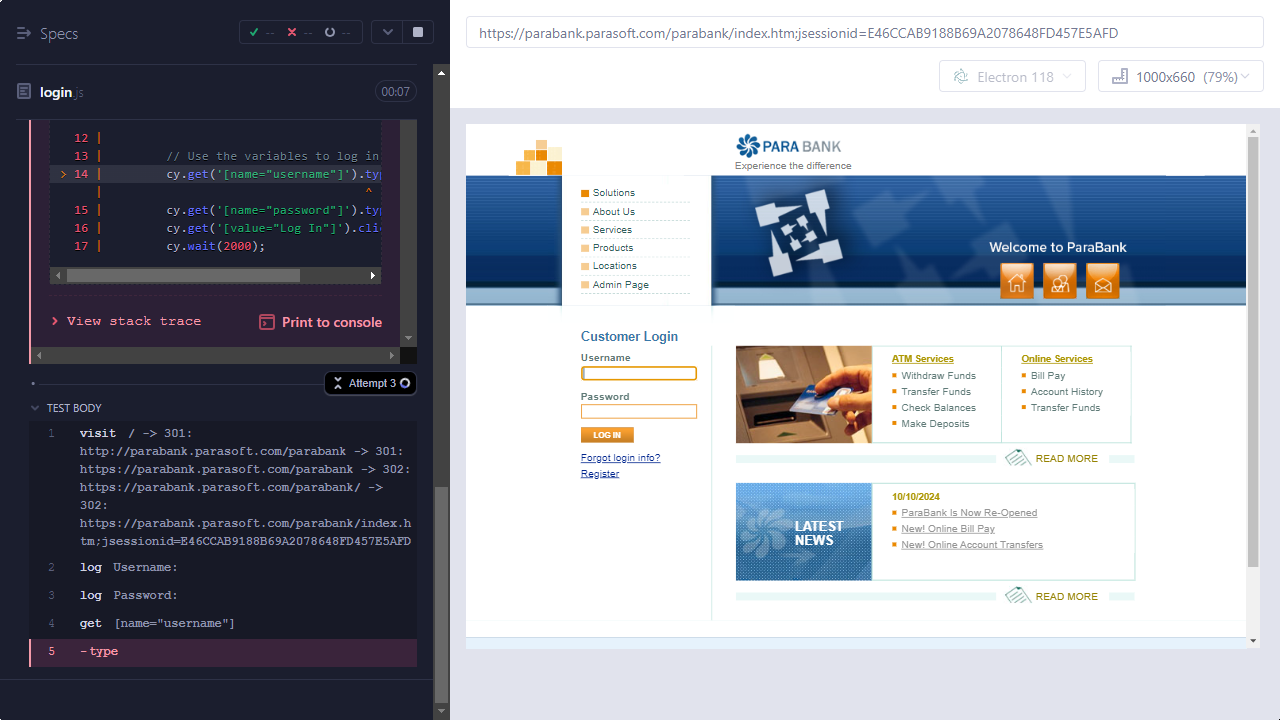 Specs
--
--
--
login.js
00:07
12 |
13 | // Use the variables to log in
> 14 | cy.get('[name="username"]').typ
| ^
15 | cy.get('[name="password"]').typ
16 | cy.get('[value="Log In"]').clic
17 | cy.wait(2000);
View stack trace
Print to console
Attempt 3
TEST BODY
1 visit / -> 301:
http://parabank.parasoft.com/parabank -> 301:
https://parabank.parasoft.com/parabank -> 302:
https://parabank.parasoft.com/parabank/ ->
302:
https://parabank.parasoft.com/parabank/index.h
tm;jsessionid=E46CCAB9188B69A2078648FD457E5AFD
2 log Username:
3 log Password:
4 get [name="username"]
5 -type
https://parabank.parasoft.com/parabank/index.htm;jsessionid=E46CCAB9188B69A2078648FD457E5AFD
Electron 118
1000x660 (79%)
PARA BANK
Experience the difference
Solutions
About Us
Services
Products
Locations
Admin Page
Welcome to ParaBank
Customer Login
Username
Password
LOG IN
Forgot login info?
Register
ATM Services
Withdraw Funds
Transfer Funds
Check Balances
Make Deposits
Online Services
Bill Pay
Account History
Transfer Funds
READ MORE
LATEST
NEWS
10/10/2024
ParaBank Is Now Re-Opened
New! Online Bill Pay
New! Online Account Transfers
READ MORE